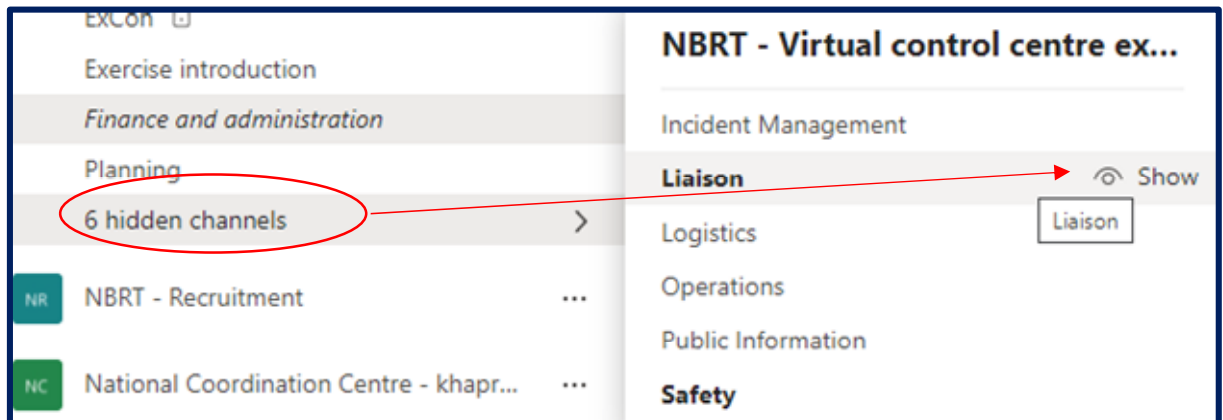 ExCon
Exercise introduction
Finance and administration
Planning
6 hidden channels
NR NBRT - Recruitment ...
NC National Coordination Centre - khapr... ...
NBRT - Virtual control centre ex...
Incident Management
Liaison Show
Liaison
Logistics
Operations
Public Information
Safety